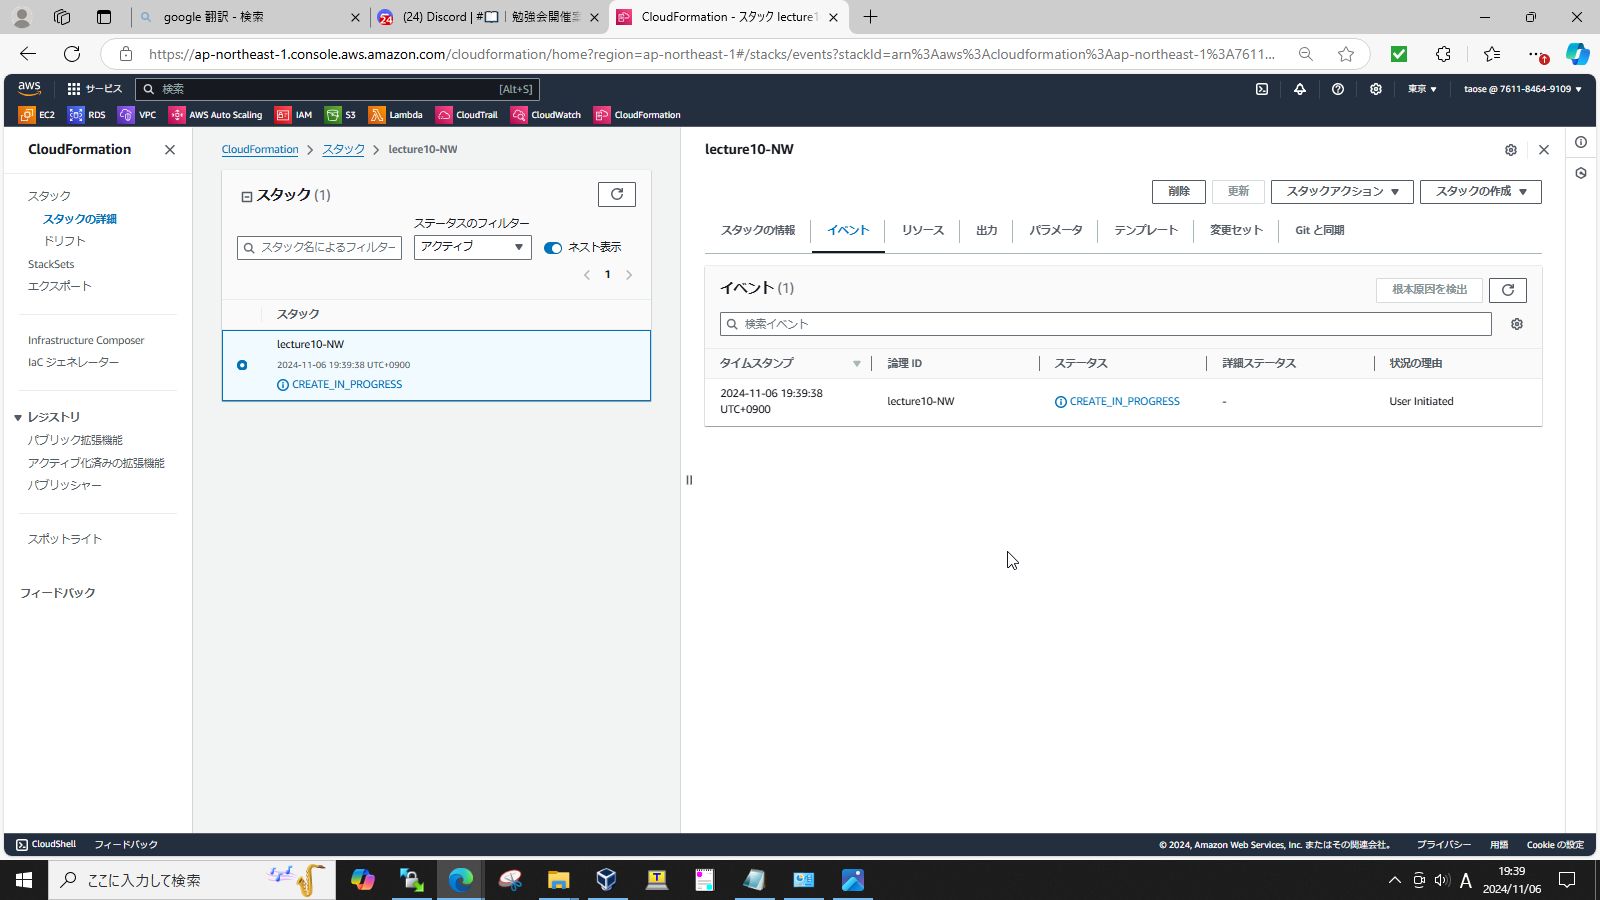 google 翻訳 - 検索
(24) Discord | #📖 | 勉強会開催案
CloudFormation - スタック lecture1
https://ap-northeast-1.console.aws.amazon.com/cloudformation/home?region=ap-northeast-1#/stacks/events?stackId=arn%3Aaws%3Acloudformation%3Aap-northeast-1%3A7611...
aws
サービス
検索
[Alt+S]
東京
taose @ 7611-8464-9109
EC2
RDS
VPC
AWS Auto Scaling
IAM
S3
Lambda
CloudTrail
CloudWatch
CloudFormation
CloudFormation
スタック
スタックの詳細
ドリフト
StackSets
エクスポート
Infrastructure Composer
IaC ジェネレーター
レジストリ
パブリック拡張機能
アクティブ化済みの拡張機能
パブリッシャー
スポットライト
フィードバック
CloudFormation
スタック
lecture10-NW
スタック (1)
ステータスのフィルター
スタック名によるフィルター
アクティブ
ネスト表示
1
スタック
lecture10-NW
2024-11-06 19:39:38 UTC+0900
CREATE_IN_PROGRESS
lecture10-NW
削除
更新
スタックアクション
スタックの作成
スタックの情報
イベント
リソース
出力
パラメータ
テンプレート
変更セット
Git と同期
イベント (1)
根本原因を検出
検索イベント
タイムスタンプ
論理 ID
ステータス
詳細ステータス
状況の理由
2024-11-06 19:39:38
UTC+0900
lecture10-NW
CREATE_IN_PROGRESS
-
User Initiated
CloudShell
フィードバック
© 2024, Amazon Web Services, Inc. またはその関連会社。
プライバシー
用語
Cookie の設定
ここに入力して検索
A
19:39
2024/11/06